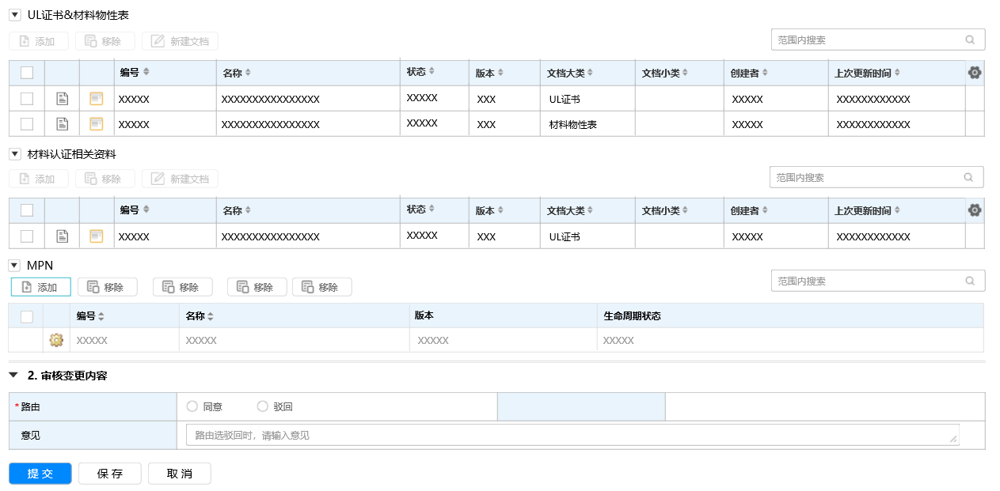 UL证书&材料物性表
添加 移除 新建文档 范围内搜索
编号 名称 状态 版本 文档大类 文档小类 创建者 上次更新时间
XXXXX XXXXXXXXXXXXXXXX XXXXX XXX UL证书 XXXXX XXXXXXXXXXXX
XXXXX XXXXXXXXXXXXXXXX XXXXX XXX 材料物性表 XXXXX XXXXXXXXXXXX
材料认证相关资料
添加 移除 新建文档 范围内搜索
编号 名称 状态 版本 文档大类 文档小类 创建者 上次更新时间
XXXXX XXXXXXXXXXXXXXXX XXXXX XXX UL证书 XXXXX XXXXXXXXXXXX
MPN
添加 移除 移除 移除 移除 范围内搜索
编号 名称 版本 生命周期状态
XXXXX XXXXX XXXXX XXXXX
2. 审核变更内容
*路由 同意 驳回
意见 路由选驳回时，请输入意见
提交 保存 取消